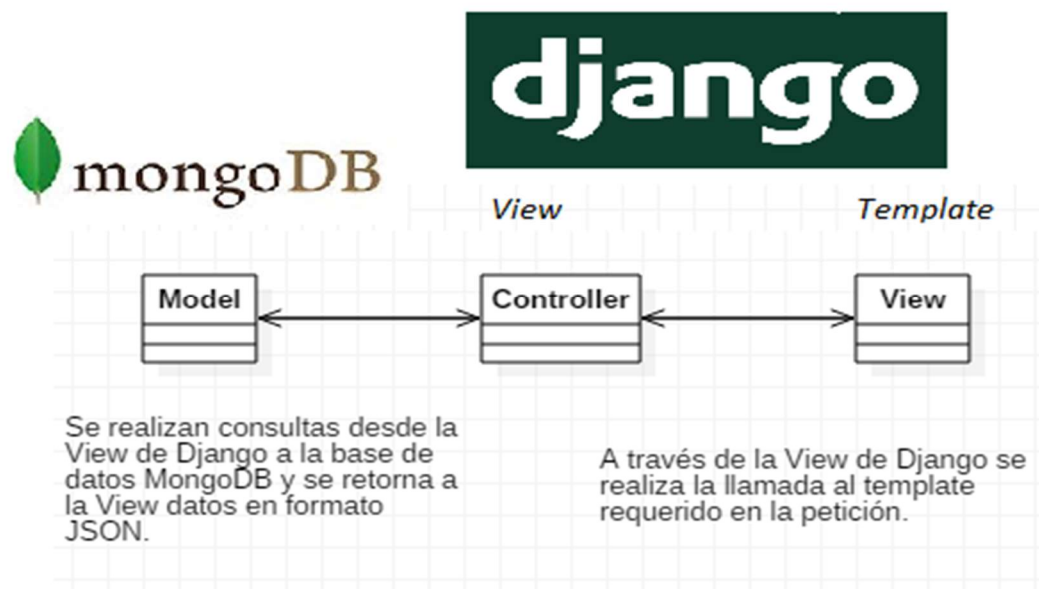 django
mongoDB
View
Template
Model
Controller
View
Se realizan consultas desde la
View de Django a la base de
datos MongoDB y se retorna a
la View datos en formato
JSON.
A través de la View de Django se
realiza la llamada al template
requerido en la petición.